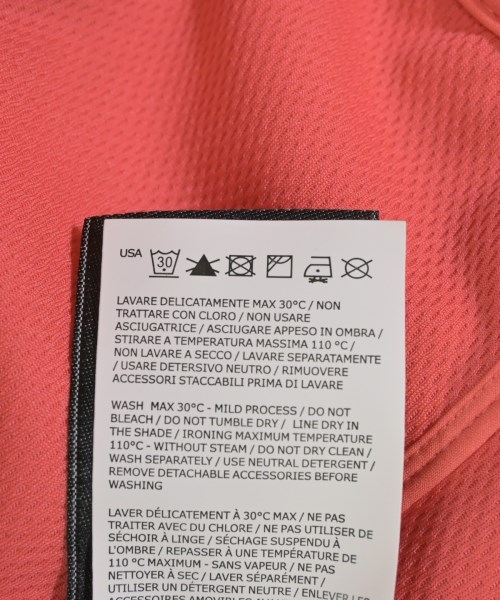 USA 30
LAVARE DELICATAMENTE MAX 30°C / NON
TRATTARE CON CLORO / NON USARE
ASCIUGATRICE / ASCIUGARE APPESO IN OMBRA /
STIRARE A TEMPERATURA MASSIMA 110 °C /
NON LAVARE A SECCO / LAVARE SEPARATAMENTE
/ USARE DETERSIVO NEUTRO / RIMUOVERE
ACCESSORI STACCABILI PRIMA DI LAVARE
WASH MAX 30°C - MILD PROCESS / DO NOT
BLEACH / DO NOT TUMBLE DRY / LINE DRY IN
THE SHADE / IRONING MAXIMUM TEMPERATURE
110°C - WITHOUT STEAM / DO NOT DRY CLEAN /
WASH SEPARATELY / USE NEUTRAL DETERGENT /
REMOVE DETACHABLE ACCESSORIES BEFORE
WASHING
LAVER DÉLICATEMENT À 30°C MAX / NE PAS
TRAITER AVEC DU CHLORE / NE PAS UTILISER DE
SÉCHOIR À LINGE / SÉCHAGE SUSPENDU À
L'OMBRE / REPASSER À UNE TEMPÉRATURE DE
110 °C MAXIMUM - SANS VAPEUR / NE PAS
NETTOYER À SEC / LAVER SÉPARÉMENT /
UTILISER UN DÉTERGENT NEUTRE / ENLEVER LES
ACCESSOIRES AMOVIBLES AVANT